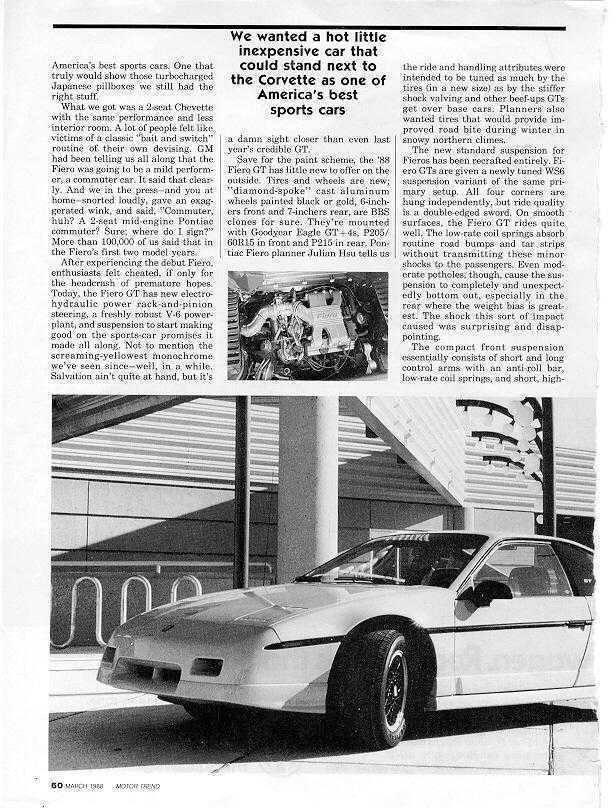 America's best sports cars. One that
truly would show those turbocharged
Japanese pillboxes we still had the
right stuff.
What we got was a 2-seat Chevette
with the same performance and less
interior room. A lot of people felt like
victims of a classic "bait and switch"
routine of their own devising. GM
had been telling us all along that the
Fiero was going to be a mild perform-
er, a commuter car. It said that clear-
ly. And we in the press—and you at
home—snorted loudly, gave an exag-
gerated wink, and said, "Commuter,
huh? A 2-seat mid-engine Pontiac
commuter? Sure; where do I sign?"
More than 100,000 of us said that in
the Fiero's first two model years.
After experiencing the debut Fiero,
enthusiasts felt cheated, if only for
the headcrush of premature hopes.
Today, the Fiero GT has new electro-
hydraulic power rack-and-pinion
steering, a freshly robust V-6 power-
plant, and suspension to start making
good on the sports-car promises it
made all along. Not to mention the
screaming-yellowest monochrome
we've seen since—well, in a while.
Salvation ain't quite at hand, but it's
We wanted a hot little
inexpensive car that
could stand next to
the Corvette as one of
America's best
sports cars
a damn sight closer than even last
year's credible GT.
Save for the paint scheme, the '88
Fiero GT has little new to offer on the
outside. Tires and wheels are new;
"diamond-spoke" cast aluminum
wheels painted black or gold, 6-inch-
ers front and 7-inchers rear, are BBS
clones for sure. They're mounted
with Goodyear Eagle GT+4s, P205/
60R15 in front and P215 in rear. Pon-
tiac Fiero planner Julian Hsu tells us
the ride and handling attributes were
intended to be tuned as much by the
tires (in a new size) as by the stiffer
shock valving and other beef-ups GTs
get over base cars. Planners also
wanted tires that would provide im-
proved road bite during winter in
snowy northern climes.
The new standard suspension for
Fieros has been recrafted entirely. Fi-
ero GTs are given a newly tuned WS6
suspension variant of the same pri-
mary setup. All four corners are
hung independently, but ride quality
is a double-edged sword. On smooth
surfaces, the Fiero GT rides quite
well. The low-rate coil springs absorb
routine road bumps and tar strips
without transmitting these minor
shocks to the passengers. Even mod-
erate potholes, though, cause the sus-
pension to completely and unexpect-
edly bottom out, especially in the
rear where the weight bias is great-
est. The shock this sort of impact
caused was surprising and disap-
pointing.
The compact front suspension
essentially consists of short and long
control arms with an anti-roll bar,
low-rate coil springs, and short, high-
60 MARCH 1988 MOTOR TREND